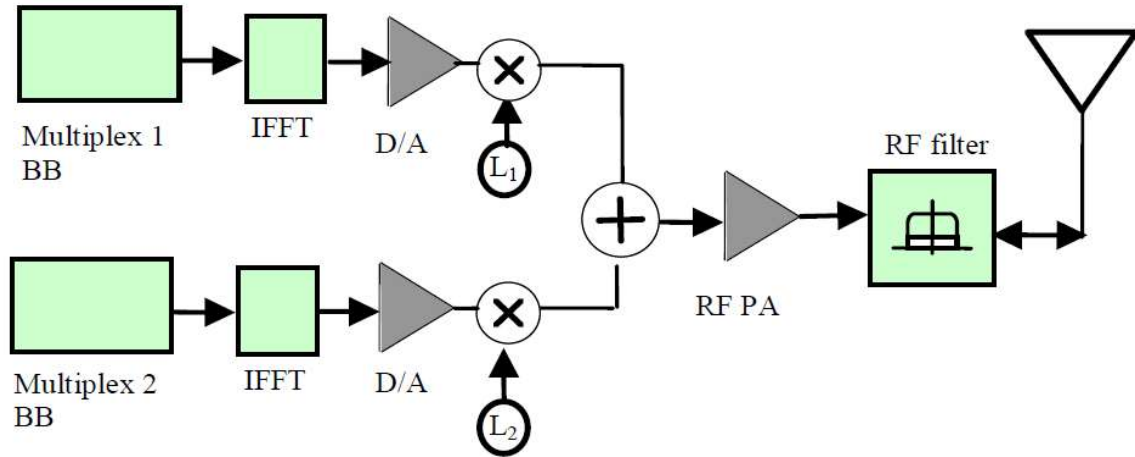 Multiplex 1
BB
IFFT
D/A
L₁
RF filter
RF PA
Multiplex 2
BB
IFFT
D/A
L₂